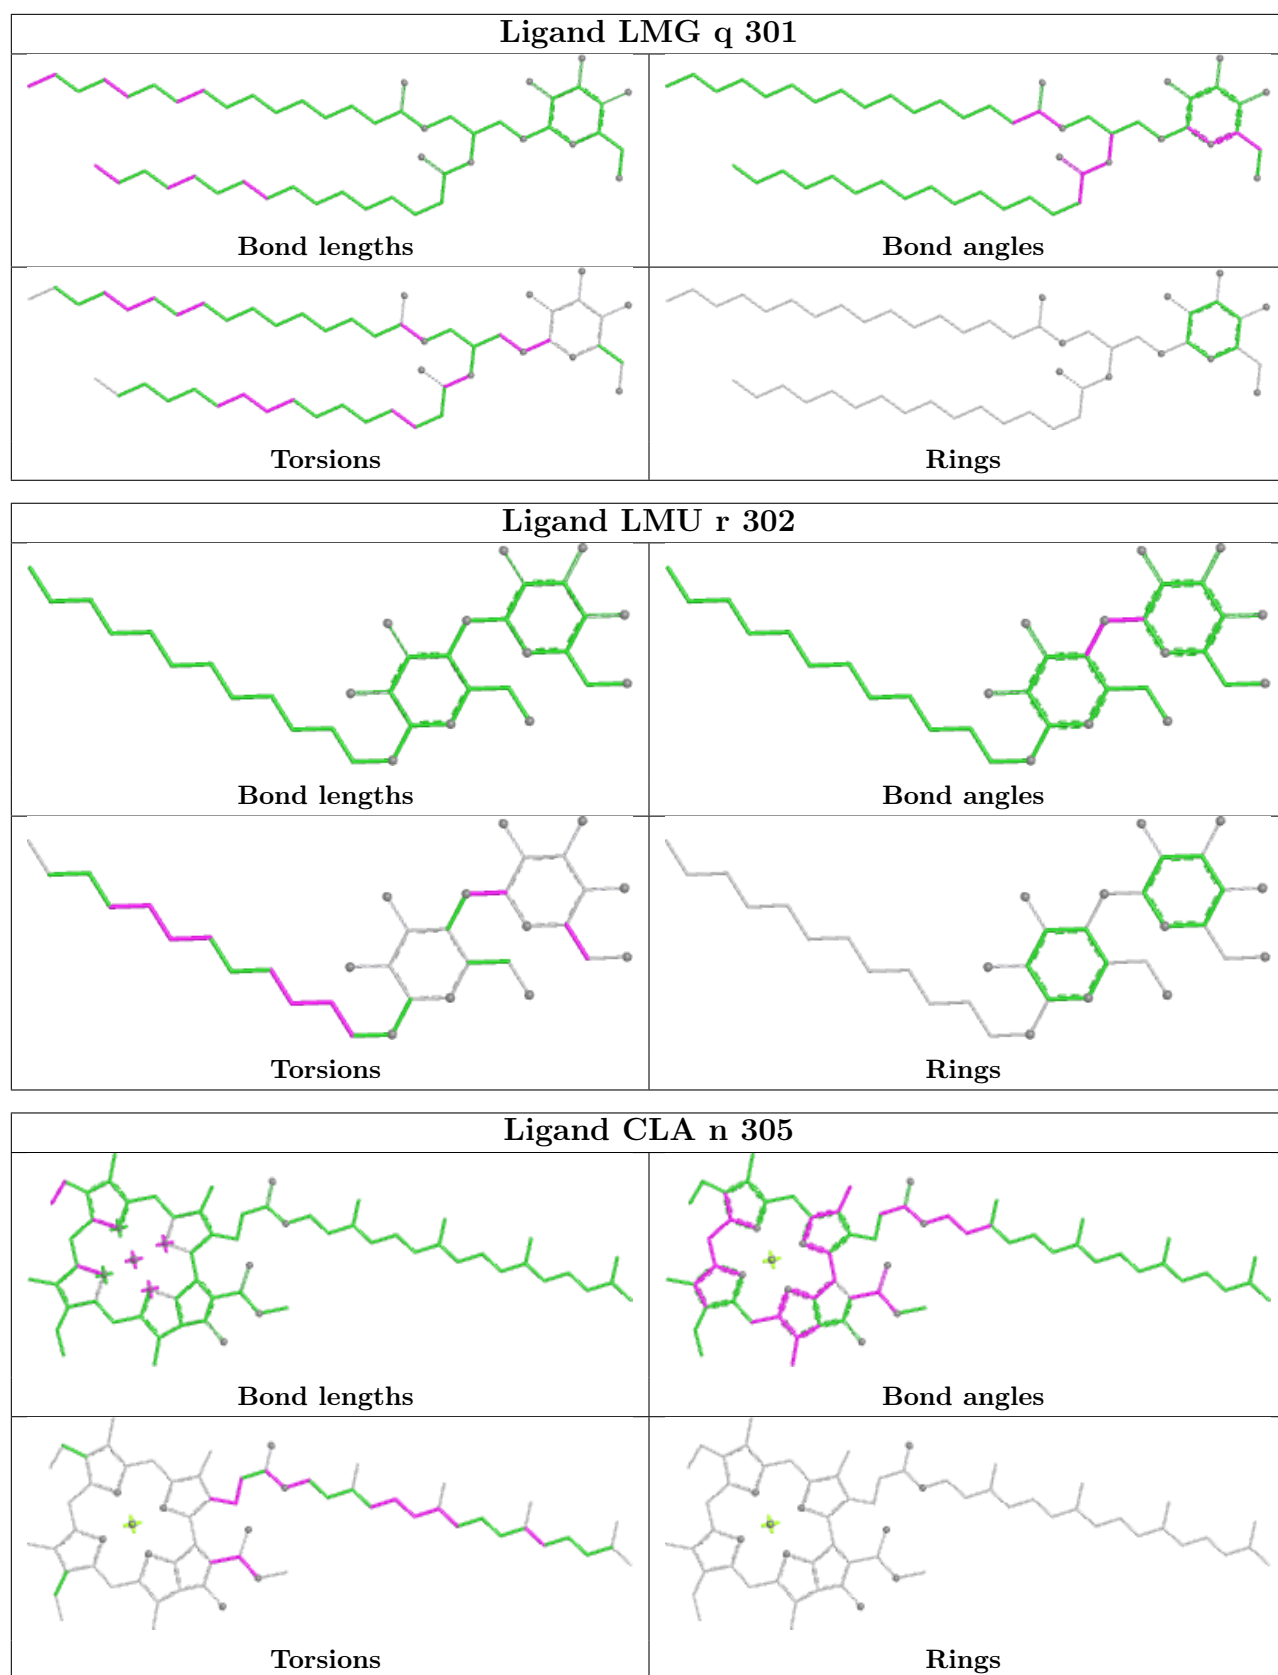 Ligand LMG q 301
Bond lengths
Bond angles
Torsions
Rings
Ligand LMU r 302
Bond lengths
Bond angles
Torsions
Rings
Ligand CLA n 305
Bond lengths
Bond angles
Torsions
Rings